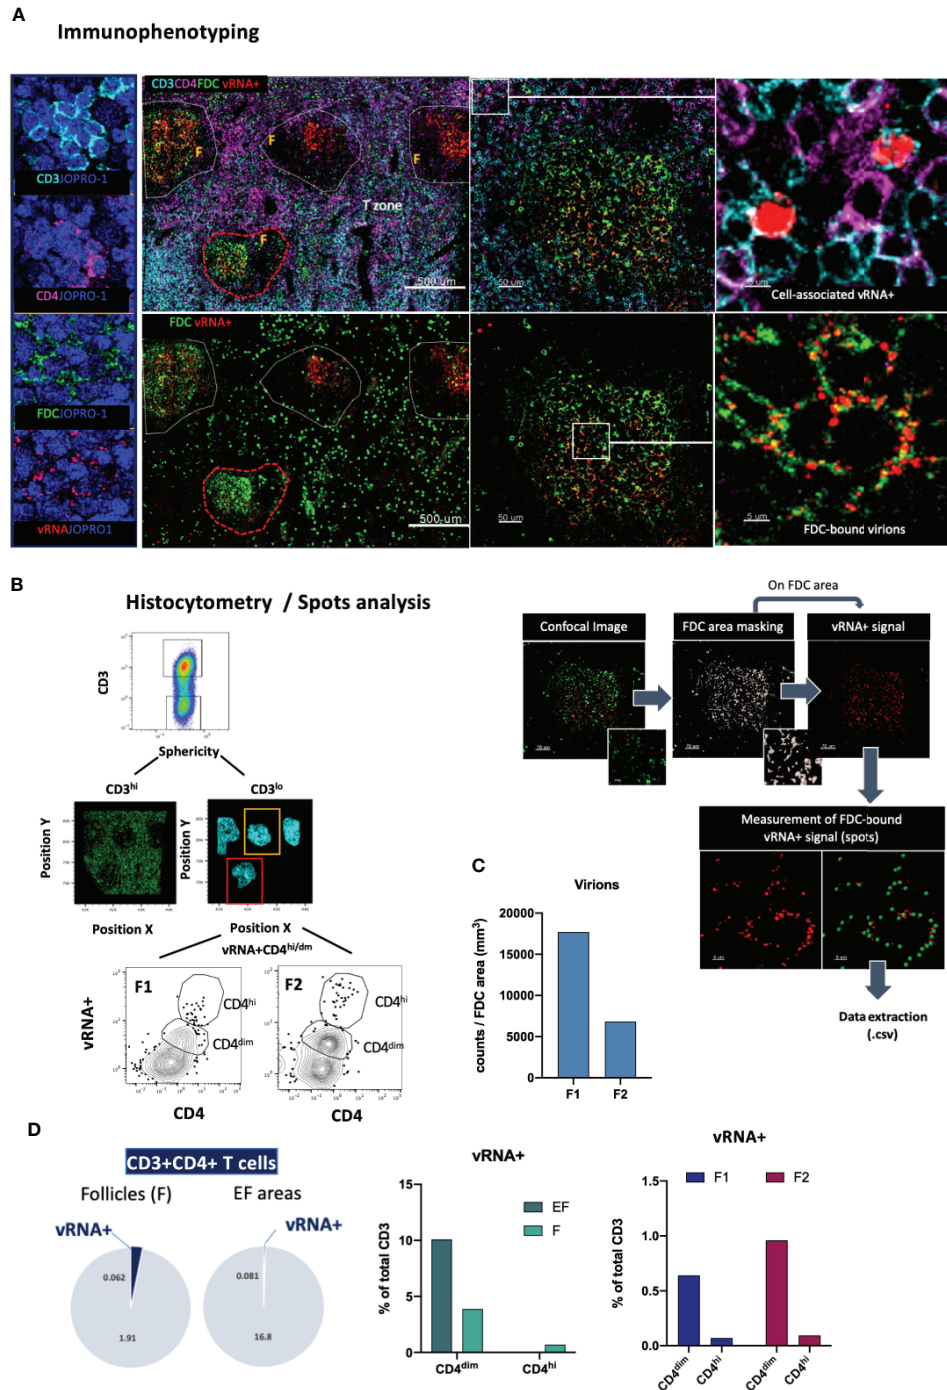 A
Immunophenotyping
CD3JOPRO-1
CD4JOPRO-1
FDCJOPRO-1
vRNAJOPRO1
CD3CD4FDC vRNA+
F
F
F
F
T zone
500 um
50 um
Cell-associated vRNA+
FDC vRNA+
500 um
50 um
5 um
FDC-bound virions
B
Histocytometry / Spots analysis
CD3
Sphericity
CD3hi
CD3lo
Position Y
Position Y
Position X
Position X
vRNA+CD4hi/dm
F1
CD4hi
CD4dim
F2
CD4hi
CD4dim
vRNA+
CD4
CD4
On FDC area
Confocal Image
FDC area masking
vRNA+ signal
70 um
70 um
70 um
Measurement of FDC-bound
vRNA+ signal (spots)
Data extraction
(.csv)
C
Virions
counts / FDC area (mm3)
20000
15000
10000
5000
0
F1
F2
D
CD3+CD4+ T cells
Follicles (F)
EF areas
vRNA+
vRNA+
0.062
1.91
0.081
16.8
vRNA+
% of total CD3
15
10
5
0
EF
F
CD4dim
CD4hi
vRNA+
F1
F2
% of total CD3
1.5
1.0
0.5
0.0
CD4dim
CD4hi
CD4dim
CD4hi